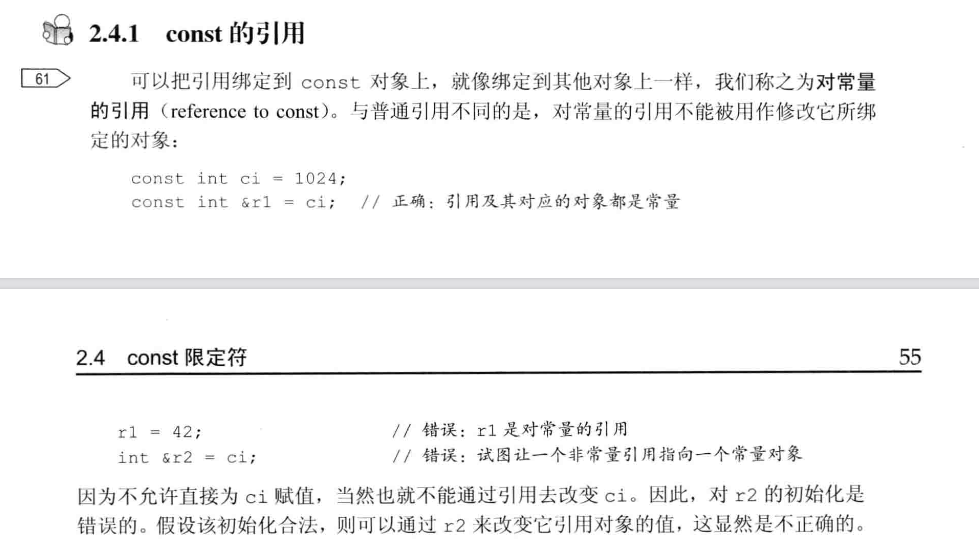 2.4.1 const 的引用
61
可以把引用绑定到 const 对象上，就像绑定到其他对象上一样，我们称之为对常量
的引用（reference to const）。与普通引用不同的是，对常量的引用不能被用作修改它所绑
定的对象：
const int ci = 1024;
const int &r1 = ci; // 正确：引用及其对应的对象都是常量
2.4 const 限定符 55
r1 = 42; // 错误：r1 是对常量的引用
int &r2 = ci; // 错误：试图让一个非常量引用指向一个常量对象
因为不允许直接为 ci 赋值，当然也就不能通过引用去改变 ci。因此，对 r2 的初始化是
错误的。假设该初始化合法，则可以通过 r2 来改变它引用对象的值，这显然是不正确的。